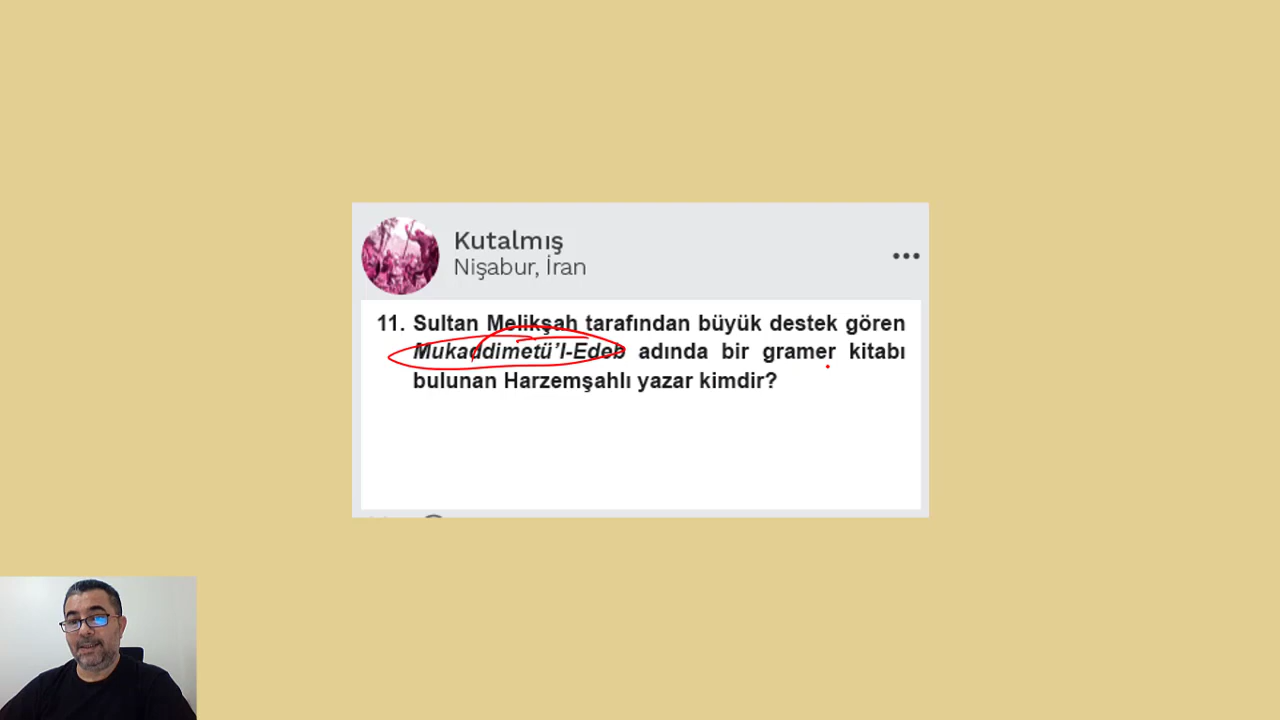 Kutalmış
Nişabur, İran
11. Sultan Melikşah tarafından büyük destek gören
Mukaddimetü'l-Edeb adında bir gramer kitabı
bulunan Harzemşahlı yazar kimdir?